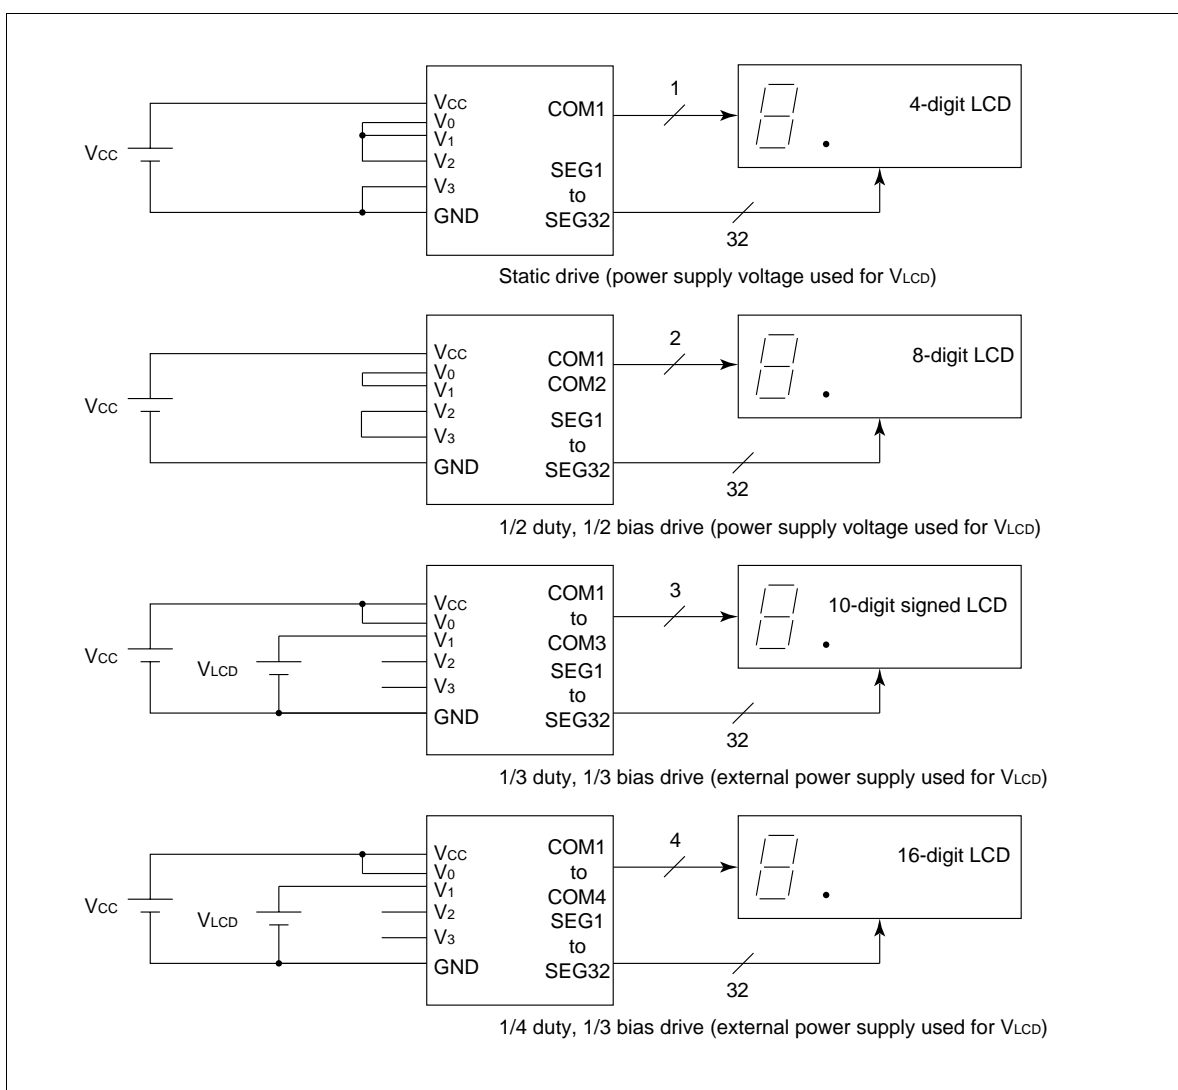 VCC
VCC
V0
V1
V2
V3
GND
COM1
SEG1
to
SEG32
1
32
4-digit LCD
Static drive (power supply voltage used for VLCD)
VCC
VCC
V0
V1
V2
V3
GND
COM1
COM2
SEG1
to
SEG32
2
32
8-digit LCD
1/2 duty, 1/2 bias drive (power supply voltage used for VLCD)
VCC
VLCD
VCC
V0
V1
V2
V3
GND
COM1
to
COM3
SEG1
to
SEG32
3
32
10-digit signed LCD
1/3 duty, 1/3 bias drive (external power supply used for VLCD)
VCC
VLCD
VCC
V0
V1
V2
V3
GND
COM1
to
COM4
SEG1
to
SEG32
4
32
16-digit LCD
1/4 duty, 1/3 bias drive (external power supply used for VLCD)